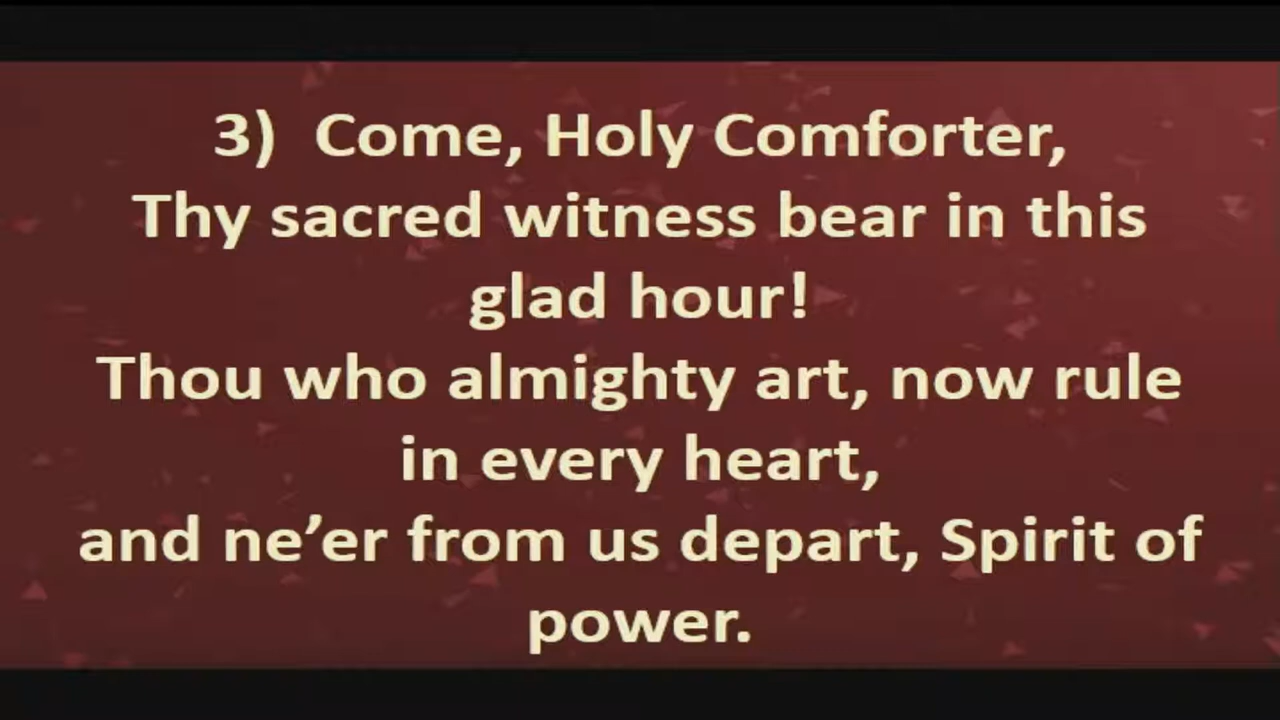 3) Come, Holy Comforter,
Thy sacred witness bear in this
glad hour!
Thou who almighty art, now rule
in every heart,
and ne’er from us depart, Spirit of
power.